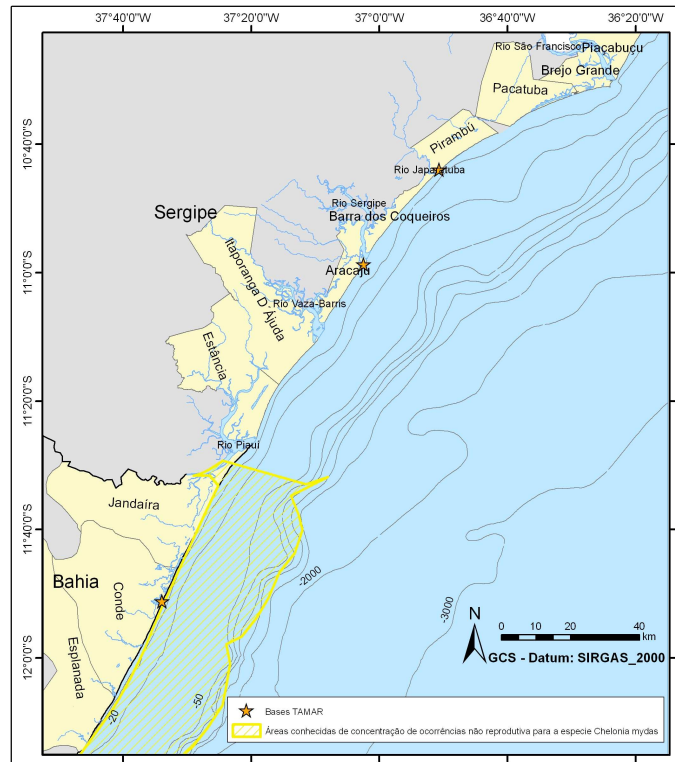 37°40'0"W
37°20'0"W
37°0'0"W
36°40'0"W
36°20'0"W
Rio São Francisco
Piaçabuçu
Brejo Grande
Pacatuba
Pirambú
10°40'0"S
Rio Japaratuba
Rio Sergipe
Sergipe
Barra dos Coqueiros
Aracajú
11°0'0"S
Itaporanga D´Ájuda
Rio Vaza-Barris
Estância
11°20'0"S
Rio Piauí
Jandaíra
11°40'0"S
-2000
Bahia
Conde
-3000
N
0 10 20 40
km
GCS - Datum: SIRGAS_2000
Esplanada
12°0'0"S
-20
-50
Bases TAMAR
Áreas conhecidas de concentração de ocorrências não reprodutiva para a especie Chelonia mydas